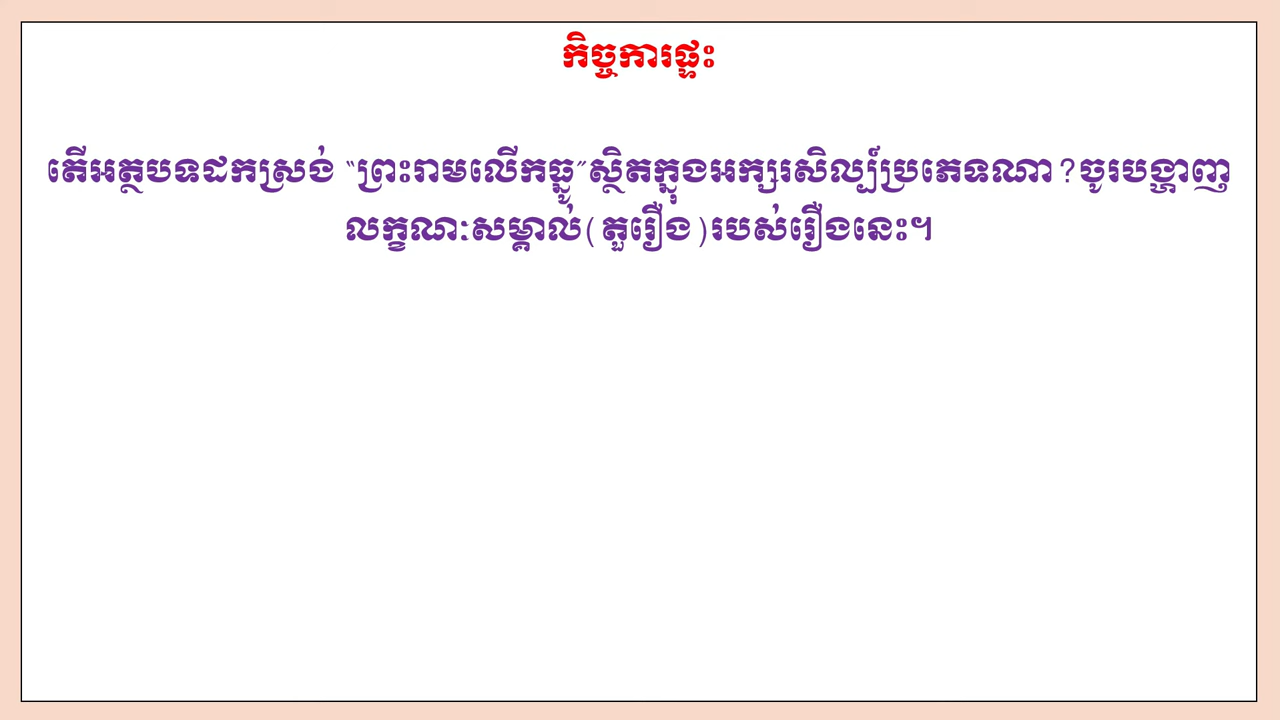 កិច្ចការផ្ទះ
តើអត្ថបទដកស្រង់ “ព្រះរាមលើកធ្នូ”ស្ថិតក្នុងអក្សរសិល្ប៍ប្រភេទណា?ចូរបង្ហាញ
លក្ខណៈសម្គាល់(តួរឿង)របស់រឿងនេះ។